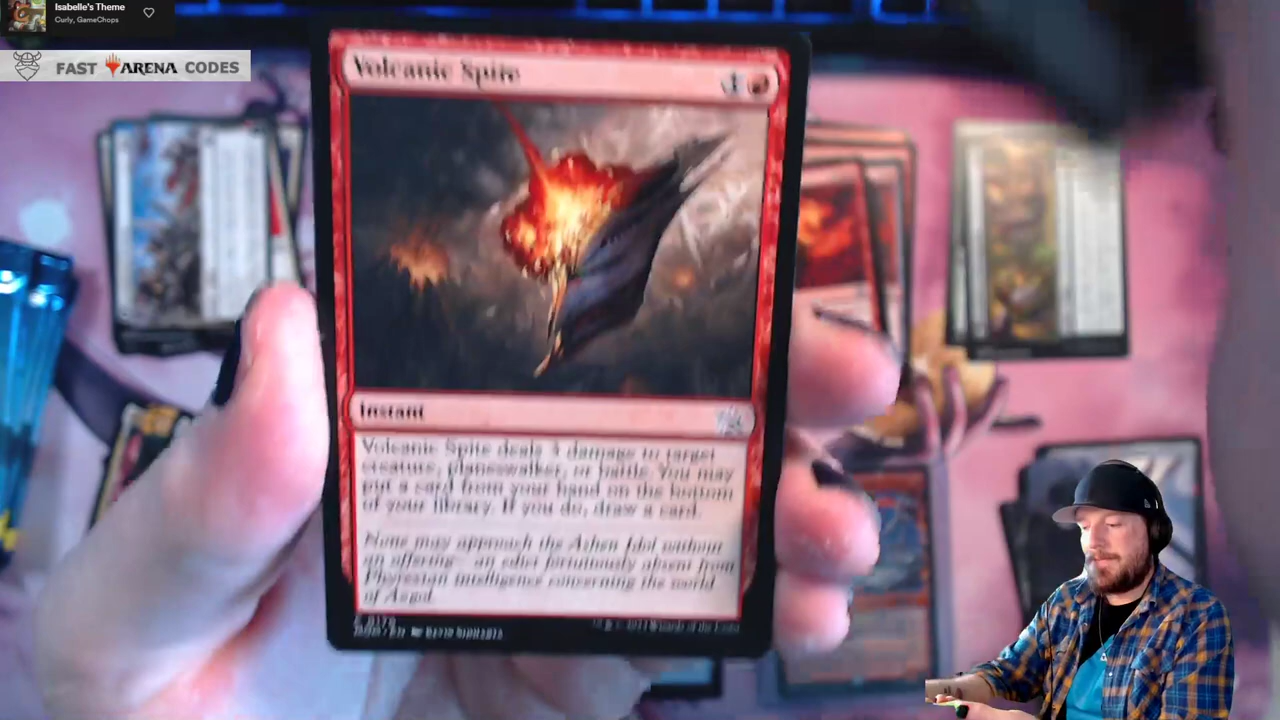 Isabelle's Theme
Curly, GameChops
FAST ARENA CODES
Volcanic Spite
1
Instant
Volcanic Spite deals 3 damage to target
creature, planeswalker, or battle. You may
put a card from your hand on the bottom
of your library. If you do, draw a card.
None may approach the Ashen Idol without
an offering—an edict fortuitously absent from
Phyrexian intelligence concerning the world
of Azgol.